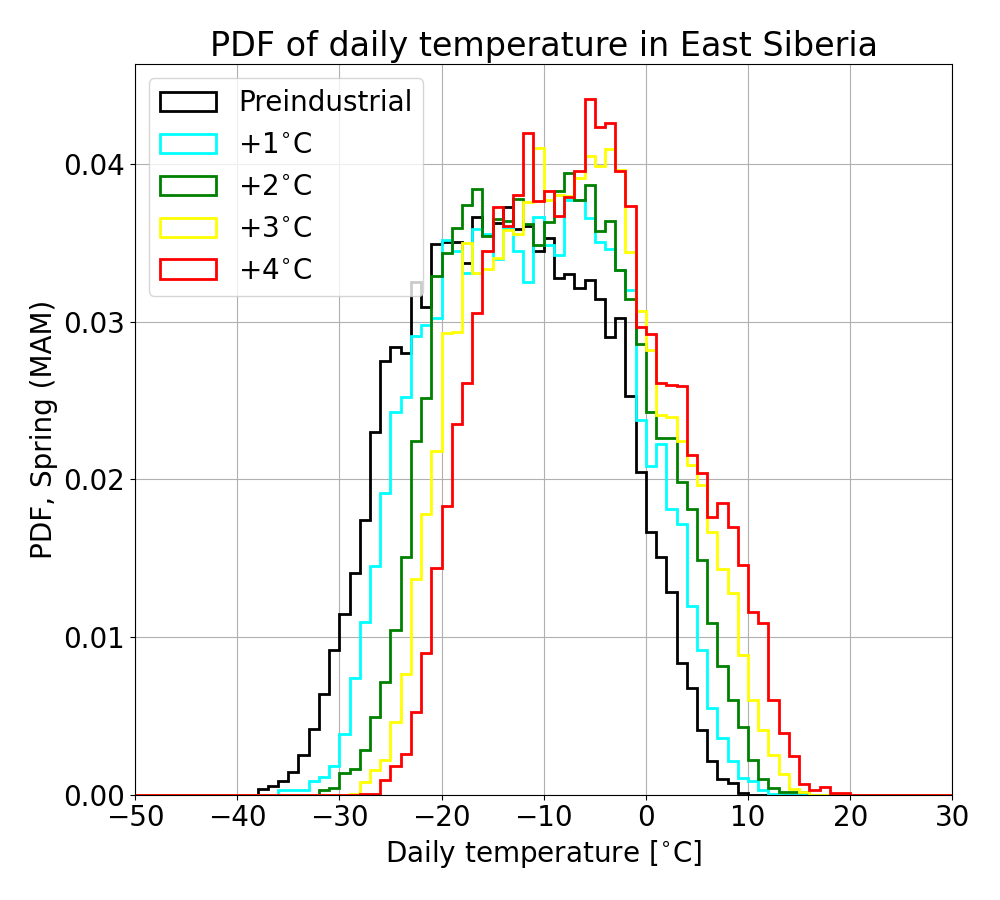 PDF of daily temperature in East Siberia
Preindustrial
+1°C
+2°C
+3°C
+4°C
PDF, Spring (MAM)
0.04
0.03
0.02
0.01
0.00
−50 −40 −30 −20 −10 0 10 20 30
Daily temperature [°C]